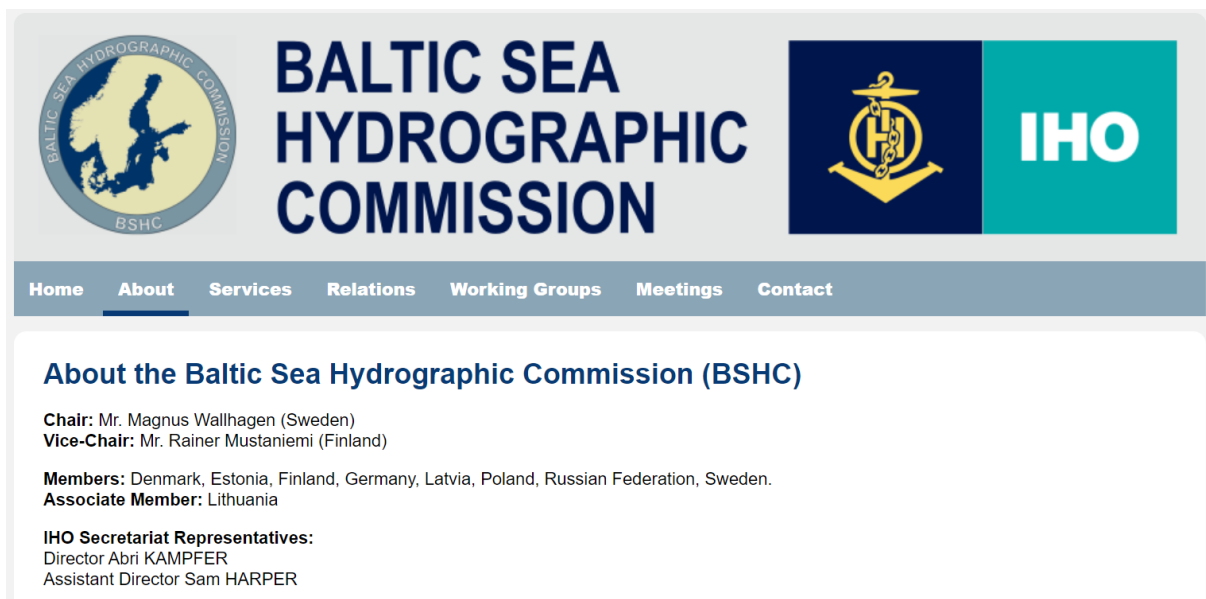 BALTIC SEA HYDROGRAPHIC COMMISSION
BSHC
BALTIC SEA
HYDROGRAPHIC
COMMISSION
H
IHO
Home About Services Relations Working Groups Meetings Contact
About the Baltic Sea Hydrographic Commission (BSHC)
Chair: Mr. Magnus Wallhagen (Sweden)
Vice-Chair: Mr. Rainer Mustaniemi (Finland)
Members: Denmark, Estonia, Finland, Germany, Latvia, Poland, Russian Federation, Sweden.
Associate Member: Lithuania
IHO Secretariat Representatives:
Director Abri KAMPFER
Assistant Director Sam HARPER